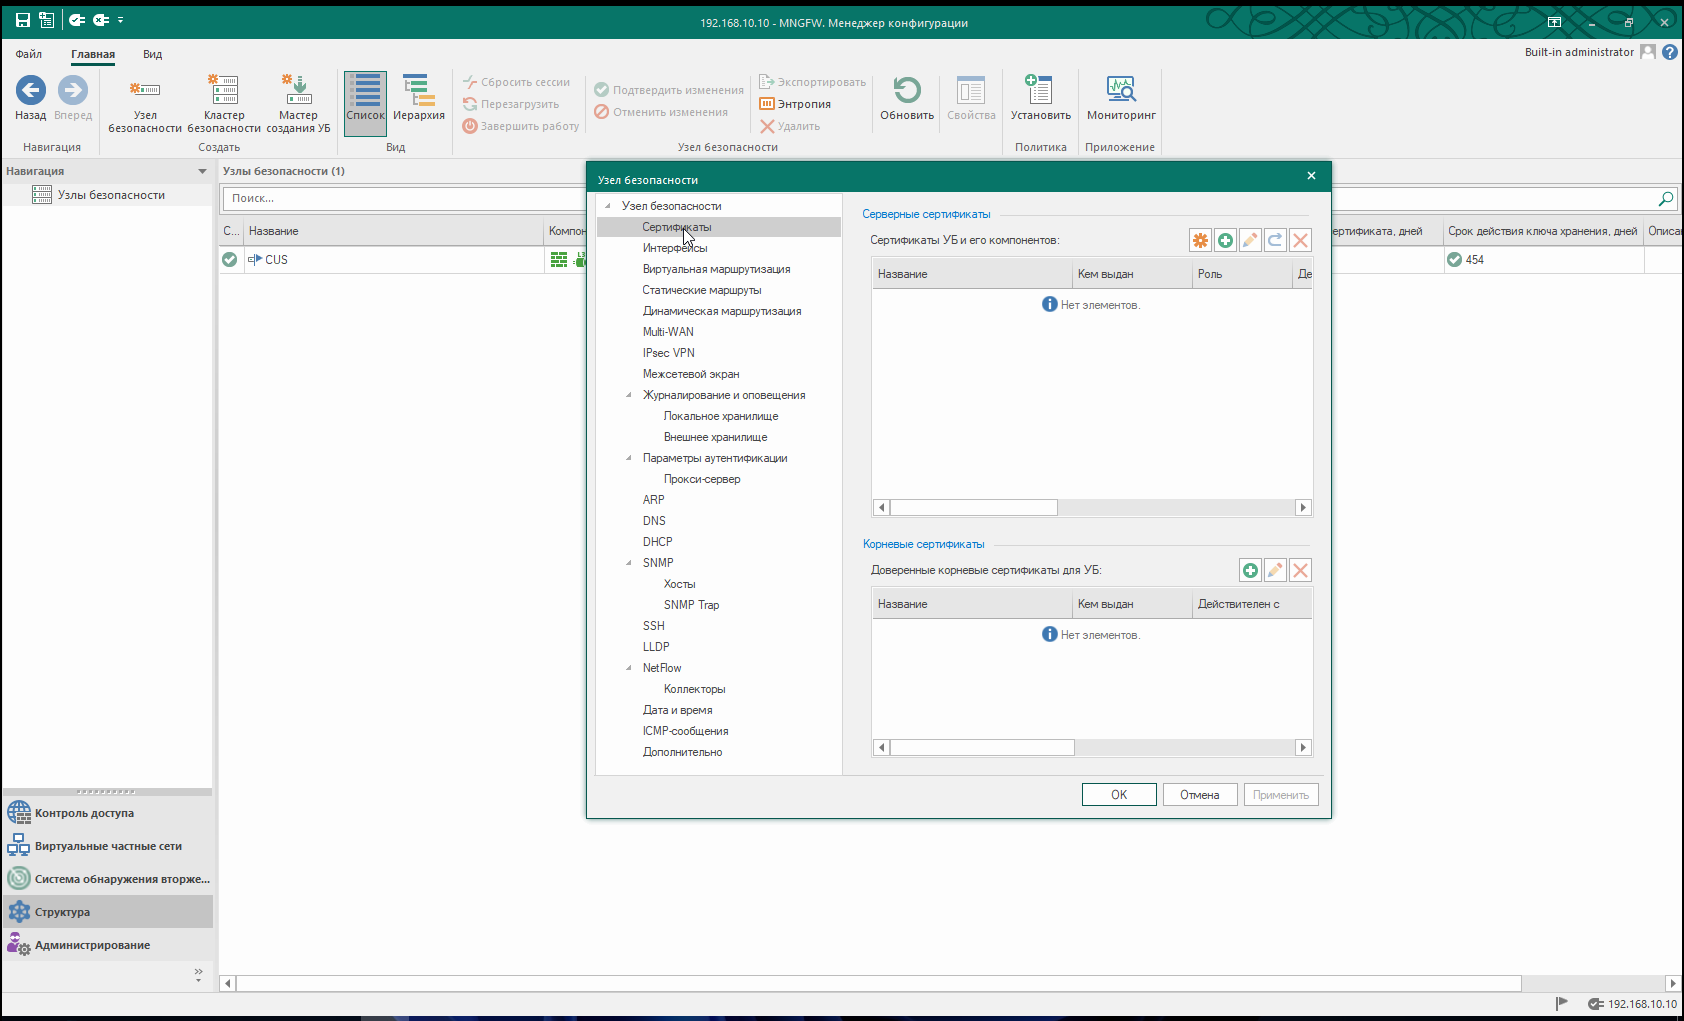 192.168.10.10 - MNGFW. Менеджер конфигурации
Файл Главная Вид
Built-in administrator
Назад Вперед
Навигация
Узел безопасности
Кластер безопасности
Мастер создания УБ
Создать
Список Иерархия
Вид
Сбросить сессии
Перезагрузить
Завершить работу
Подтвердить изменения
Отменить изменения
Экспортировать
Энтропия
Удалить
Обновить
Свойства
Узел безопасности
Установить
Политика
Мониторинг
Приложение
Навигация
Узлы безопасности
Узлы безопасности (1)
Поиск...
С... Название
ертификата, дней Срок действия ключа хранения, дней
CUS
454
Узел безопасности
Узел безопасности
Сертификаты
Интерфейсы
Виртуальная маршрутизация
Статические маршруты
Динамическая маршрутизация
Multi-WAN
IPsec VPN
Межсетевой экран
Журналирование и оповещения
Локальное хранилище
Внешнее хранилище
Параметры аутентификации
Прокси-сервер
ARP
DNS
DHCP
SNMP
Хосты
SNMP Trap
SSH
LLDP
NetFlow
Коллекторы
Дата и время
ICMP-сообщения
Дополнительно
Серверные сертификаты
Сертификаты УБ и его компонентов:
Название Кем выдан Роль Де
Нет элементов.
Корневые сертификаты
Доверенные корневые сертификаты для УБ:
Название Кем выдан Действителен с
Нет элементов.
OK Отмена Применить
Контроль доступа
Виртуальные частные сети
Система обнаружения вторже...
Структура
Администрирование
192.168.10.10